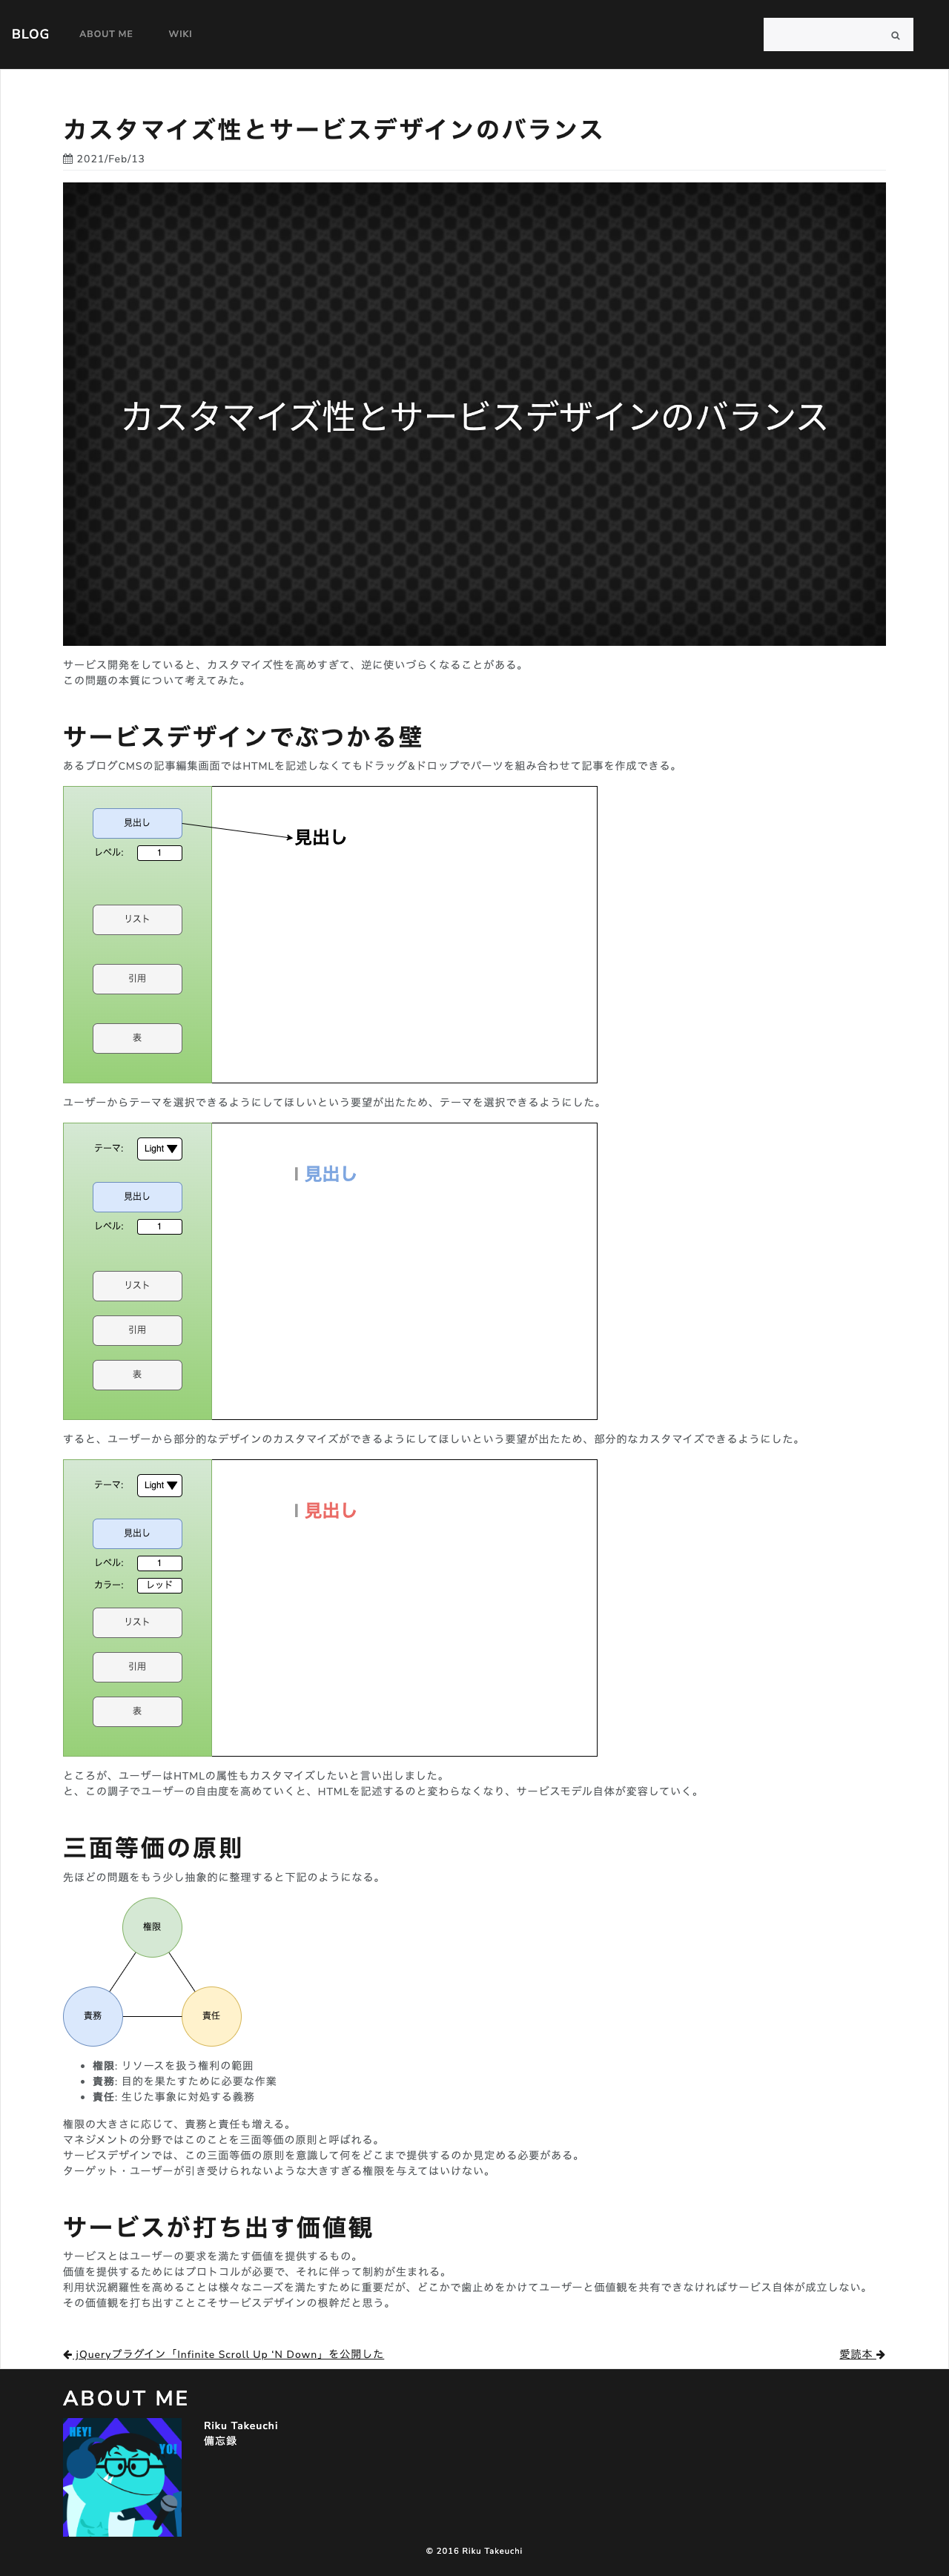 BLOG ABOUT ME WIKI
カスタマイズ性とサービスデザインのバランス
2021/Feb/13
カスタマイズ性とサービスデザインのバランス
サービス開発をしていると、カスタマイズ性を高めすぎて、逆に使いづらくなることがある。
この問題の本質について考えてみた。
サービスデザインでぶつかる壁
あるブログCMSの記事編集画面ではHTMLを記述しなくてもドラッグ&ドロップでパーツを組み合わせて記事を作成できる。
見出し
見出し
レベル: 1
リスト
引用
表
ユーザーからテーマを選択できるようにしてほしいという要望が出たため、テーマを選択できるようにした。
テーマ: Light
見出し
見出し
レベル: 1
リスト
引用
表
すると、ユーザーから部分的なデザインのカスタマイズができるようにしてほしいという要望が出たため、部分的なカスタマイズできるようにした。
テーマ: Light
見出し
見出し
レベル: 1
カラー: レッド
リスト
引用
表
ところが、ユーザーはHTMLの属性もカスタマイズしたいと言い出しました。
と、この調子でユーザーの自由度を高めていくと、HTMLを記述するのと変わらなくなり、サービスモデル自体が変容していく。
三面等価の原則
先ほどの問題をもう少し抽象的に整理すると下記のようになる。
権限
責務 責任
権限: リソースを扱う権利の範囲
責務: 目的を果たすために必要な作業
責任: 生じた事象に対処する義務
権限の大きさに応じて、責務と責任も増える。
マネジメントの分野ではこのことを三面等価の原則と呼ばれる。
サービスデザインでは、この三面等価の原則を意識して何をどこまで提供するのか見定める必要がある。
ターゲット・ユーザーが引き受けられないような大きすぎる権限を与えてはいけない。
サービスが打ち出す価値観
サービスとはユーザーの要求を満たす価値を提供するもの。
価値を提供するためにはプロトコルが必要で、それに伴って制約が生まれる。
利用状況網羅性を高めることは様々なニーズを満たすために重要だが、どこかで歯止めをかけてユーザーと価値観を共有できなければサービス自体が成立しない。
その価値観を打ち出すことこそサービスデザインの根幹だと思う。
jQueryプラグイン「Infinite Scroll Up 'N Down」を公開した 愛読本
ABOUT ME
HEY!
YO!
Riku Takeuchi
備忘録
© 2016 Riku Takeuchi